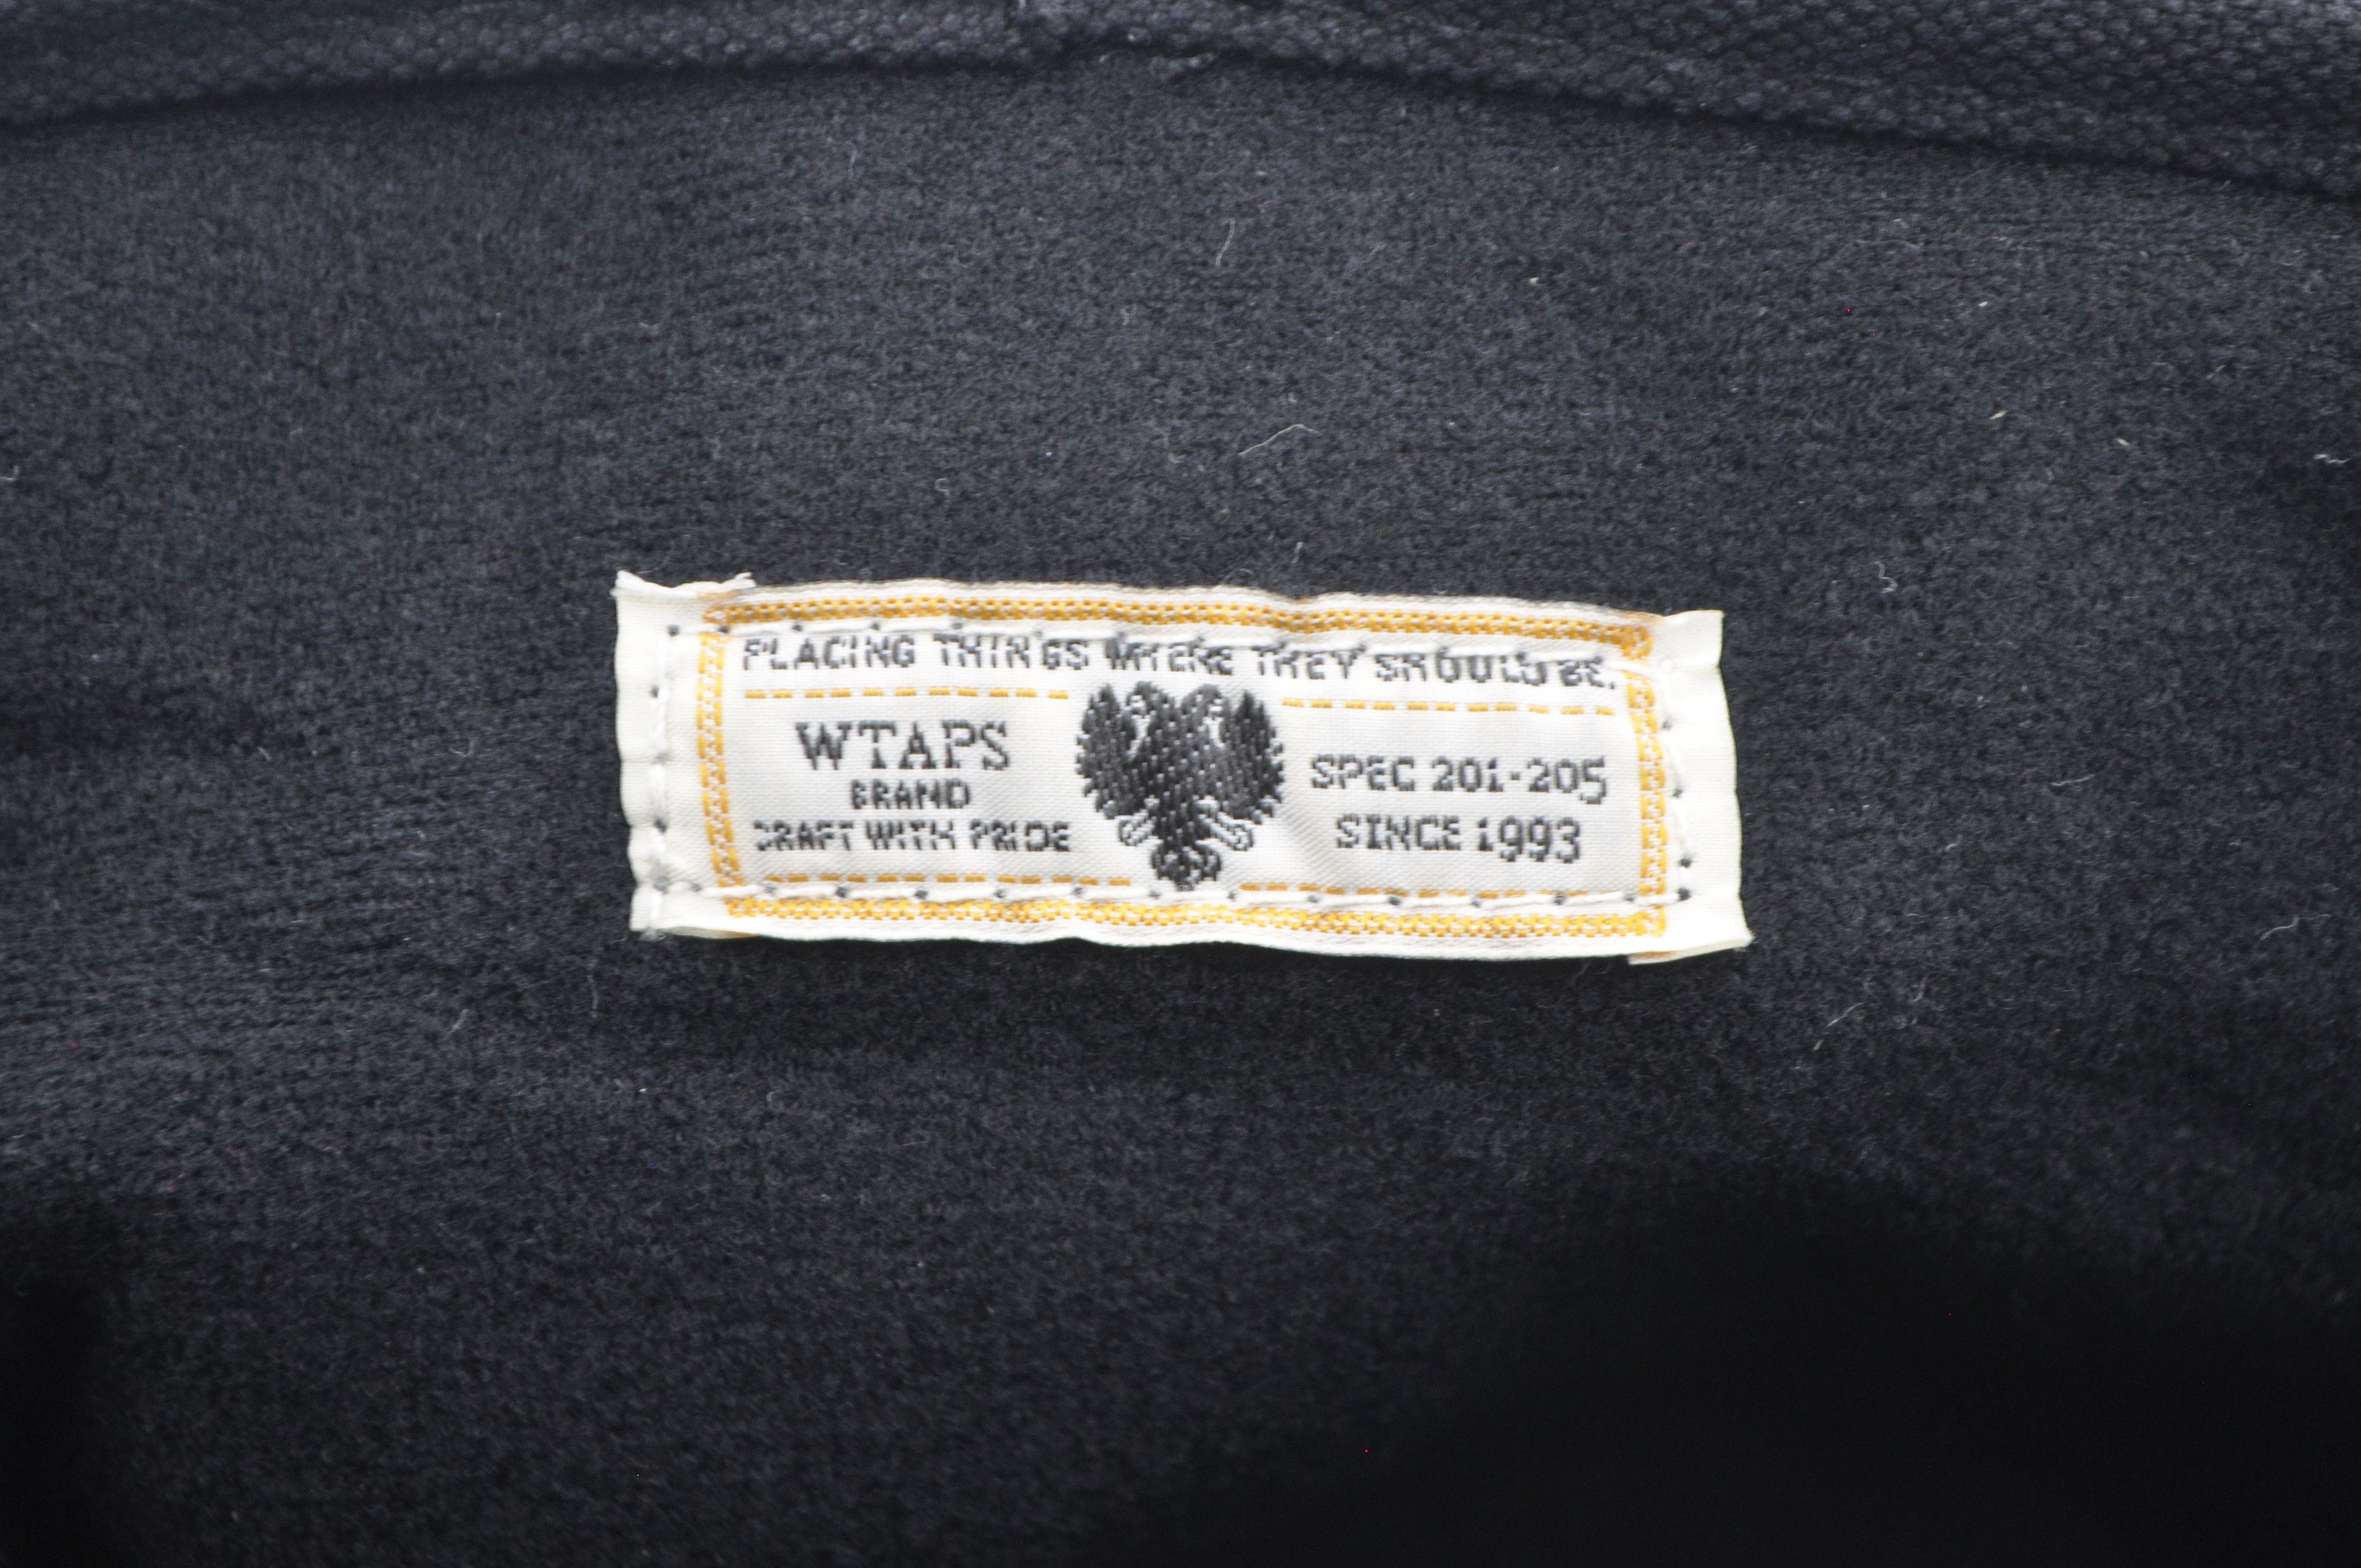 PLACING THINGS WHERE THEY SHOULD BE.
WTAPS
BRAND
CRAFT WITH PRIDE
SPEC 201-205
SINCE 1993